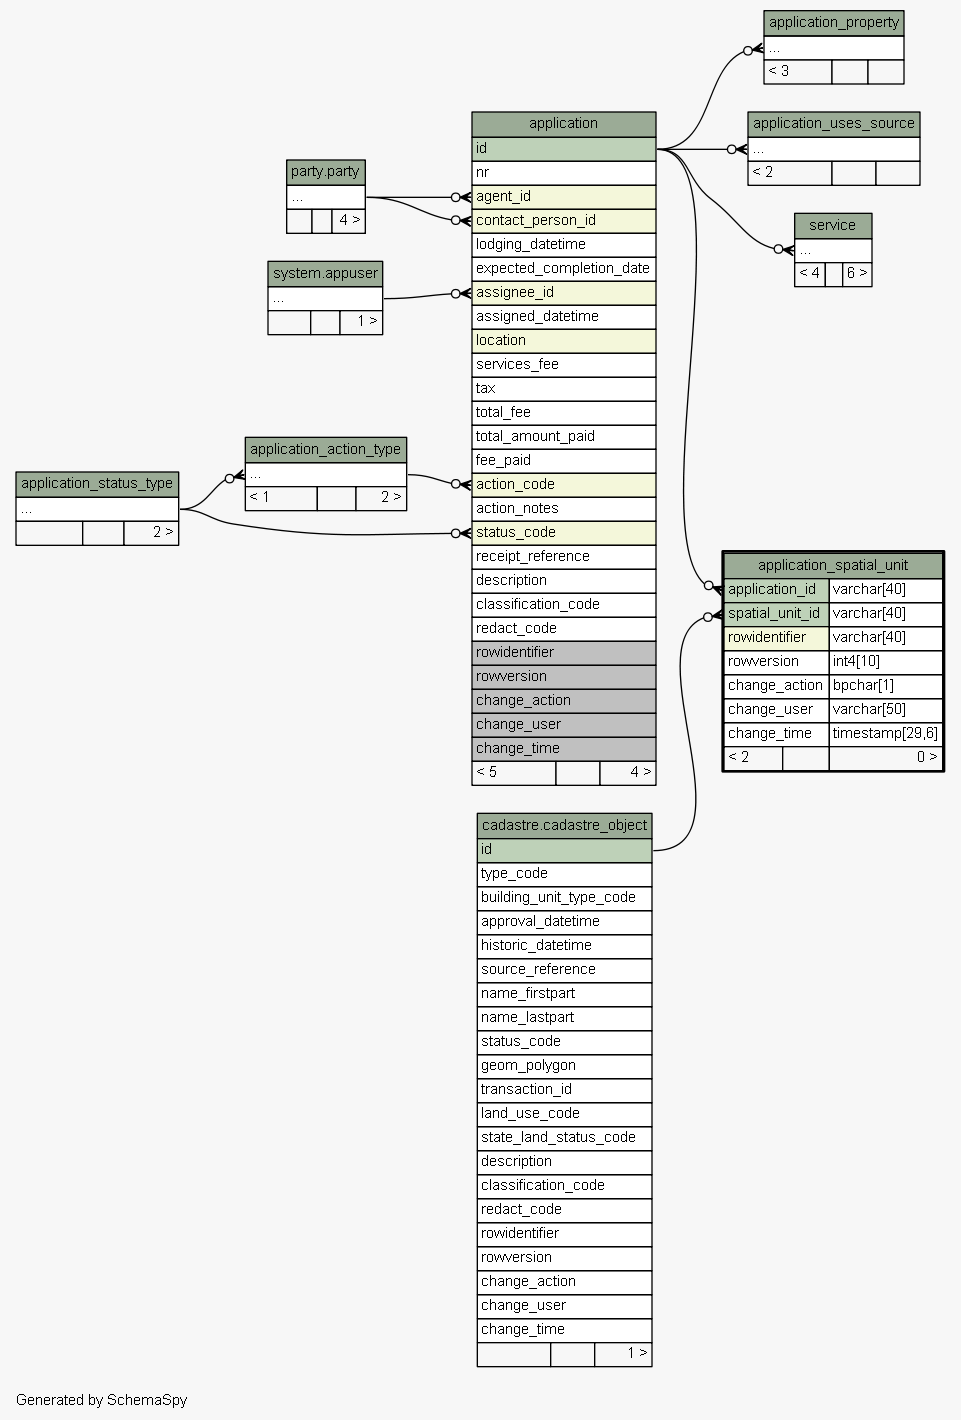 application_property
...
< 3
application_uses_source
...
< 2
service
...
< 4 6 >
party.party
...
4 >
system.appuser
...
1 >
application
id
nr
agent_id
contact_person_id
lodging_datetime
expected_completion_date
assignee_id
assigned_datetime
location
services_fee
tax
total_fee
total_amount_paid
fee_paid
action_code
action_notes
status_code
receipt_reference
description
classification_code
redact_code
rowidentifier
rowversion
change_action
change_user
change_time
< 5 4 >
application_action_type
...
< 1 2 >
application_status_type
...
2 >
application_spatial_unit
application_id varchar[40]
spatial_unit_id varchar[40]
rowidentifier varchar[40]
rowversion int4[10]
change_action bpchar[1]
change_user varchar[50]
change_time timestamp[29,6]
< 2 0 >
cadastre.cadastre_object
id
type_code
building_unit_type_code
approval_datetime
historic_datetime
source_reference
name_firstpart
name_lastpart
status_code
geom_polygon
transaction_id
land_use_code
state_land_status_code
description
classification_code
redact_code
rowidentifier
rowversion
change_action
change_user
change_time
1 >
Generated by SchemaSpy